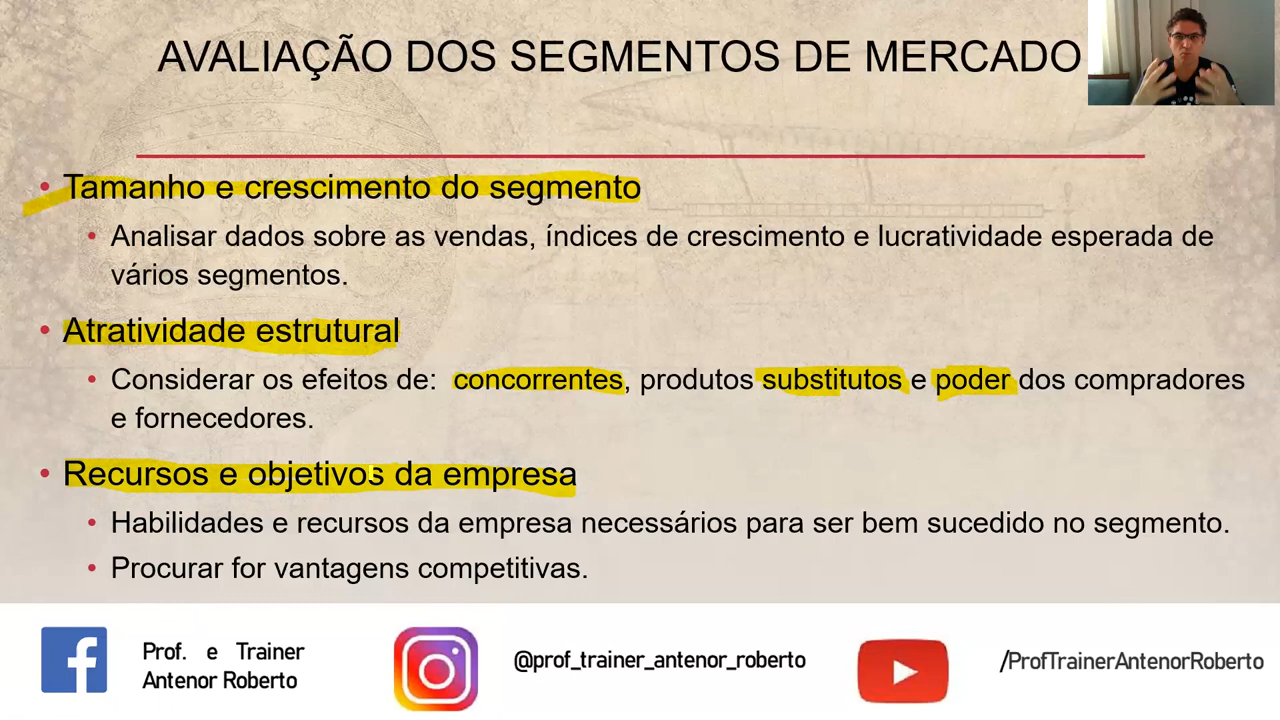 AVALIAÇÃO DOS SEGMENTOS DE MERCADO
• Tamanho e crescimento do segmento
• Analisar dados sobre as vendas, índices de crescimento e lucratividade esperada de
vários segmentos.
• Atratividade estrutural
• Considerar os efeitos de: concorrentes, produtos substitutos e poder dos compradores
e fornecedores.
• Recursos e objetivos da empresa
• Habilidades e recursos da empresa necessários para ser bem sucedido no segmento.
• Procurar for vantagens competitivas.
Prof. e Trainer
Antenor Roberto
@prof_trainer_antenor_roberto
/ProfTrainerAntenorRoberto